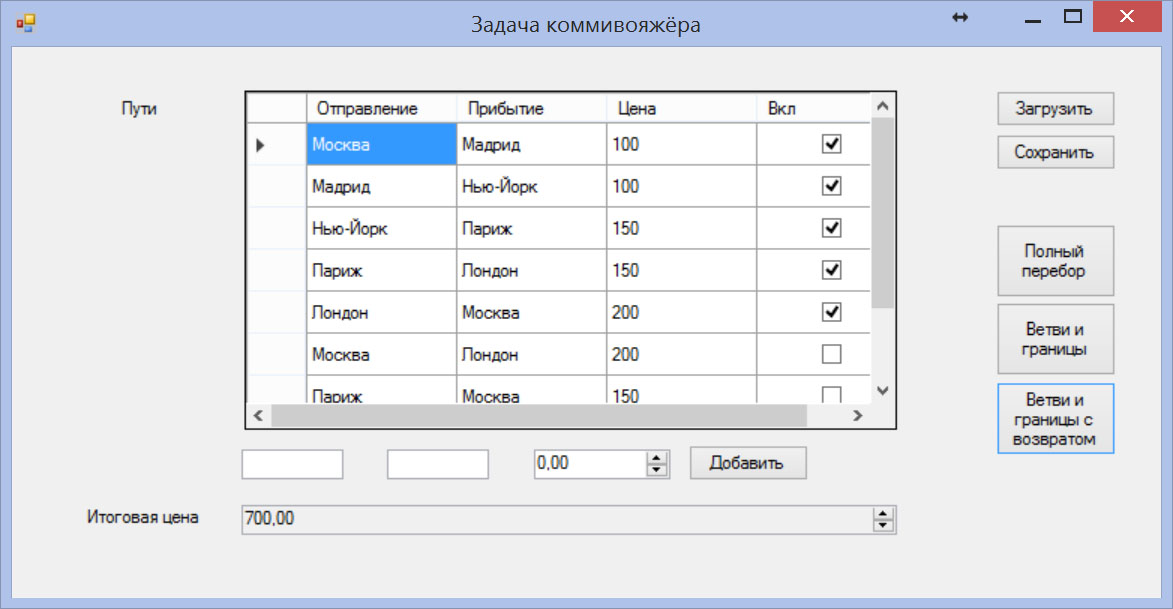 Задача коммивояжёра
Пути
Отправление Прибытие Цена Вкл
Москва Мадрид 100
Мадрид Нью-Йорк 100
Нью-Йорк Париж 150
Париж Лондон 150
Лондон Москва 200
Москва Лондон 200
Париж Москва 150
Загрузить
Сохранить
Полный
перебор
Ветви и
границы
Ветви и
границы с
возвратом
0,00 Добавить
Итоговая цена 700,00